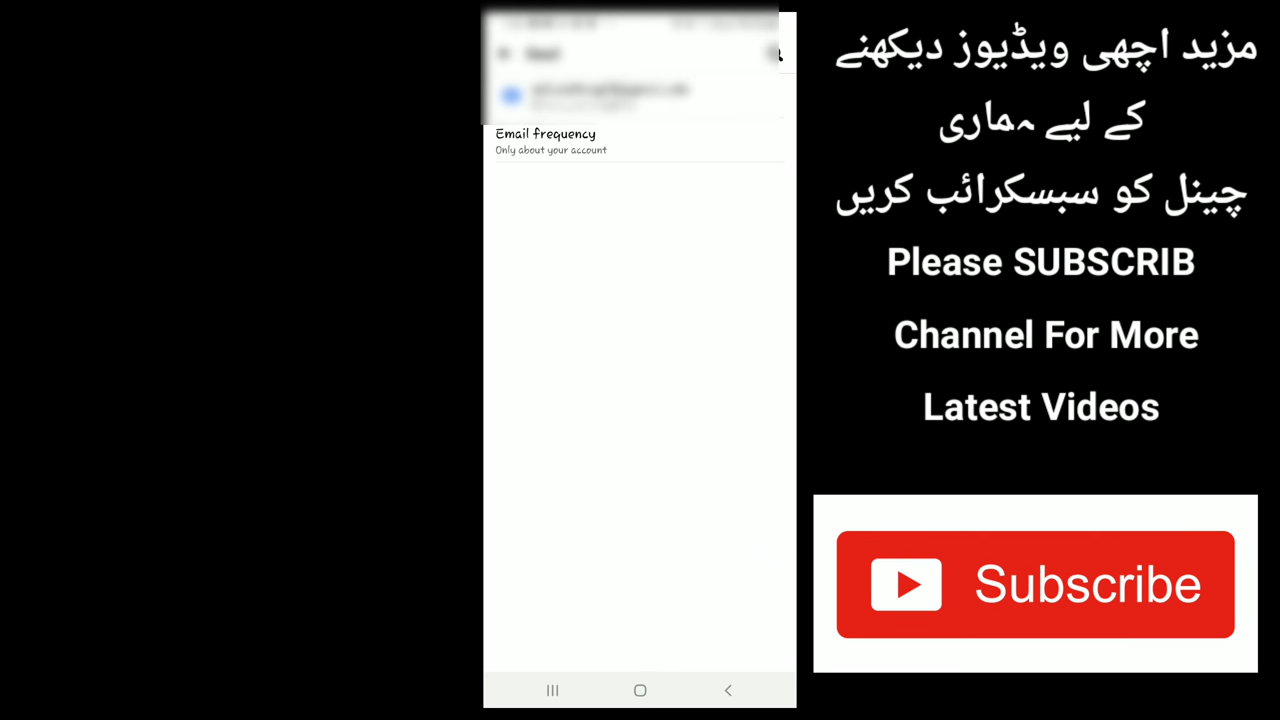 Email frequency
Only about your account
مزید اچھی ویڈیوز دیکھنے
کے لیے ہماری
چینل کو سبسکرائب کریں
Please SUBSCRIB
Channel For More
Latest Videos
Subscribe